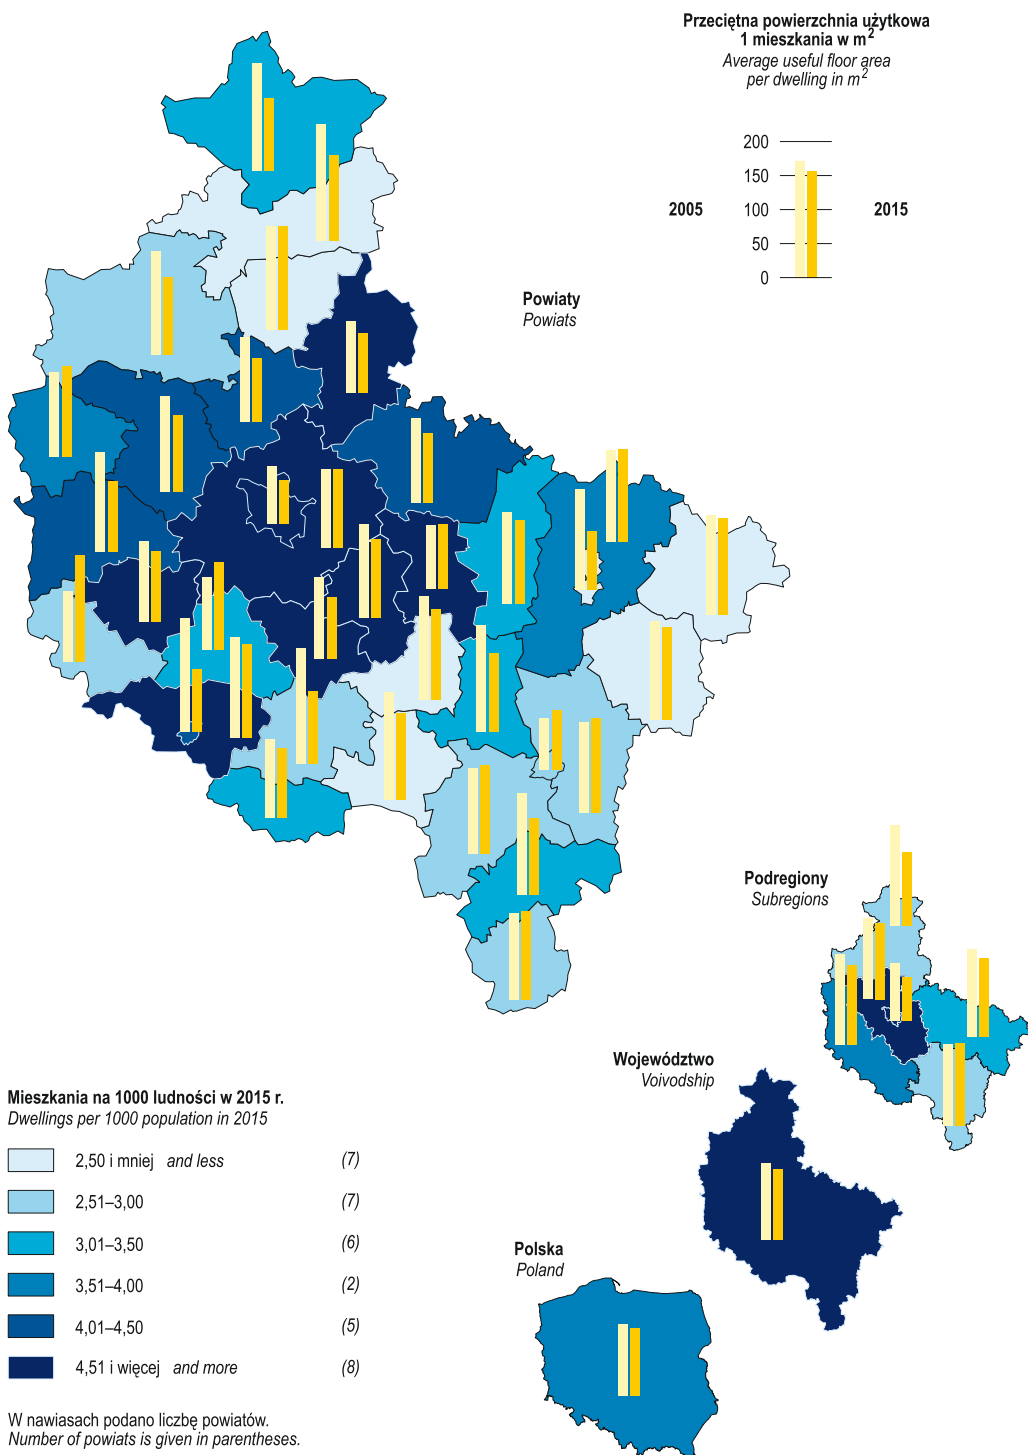 Przeciętna powierzchnia użytkowa
1 mieszkania w m²
Average useful floor area
per dwelling in m²
200
150
100
50
0
2005
2015
Powiaty
Powiats
Podregiony
Subregions
Województwo
Voivodship
Polska
Poland
Mieszkania na 1000 ludności w 2015 r.
Dwellings per 1000 population in 2015
2,50 i mniej and less (7)
2,51–3,00 (7)
3,01–3,50 (6)
3,51–4,00 (2)
4,01–4,50 (5)
4,51 i więcej and more (8)
W nawiasach podano liczbę powiatów.
Number of powiats is given in parentheses.